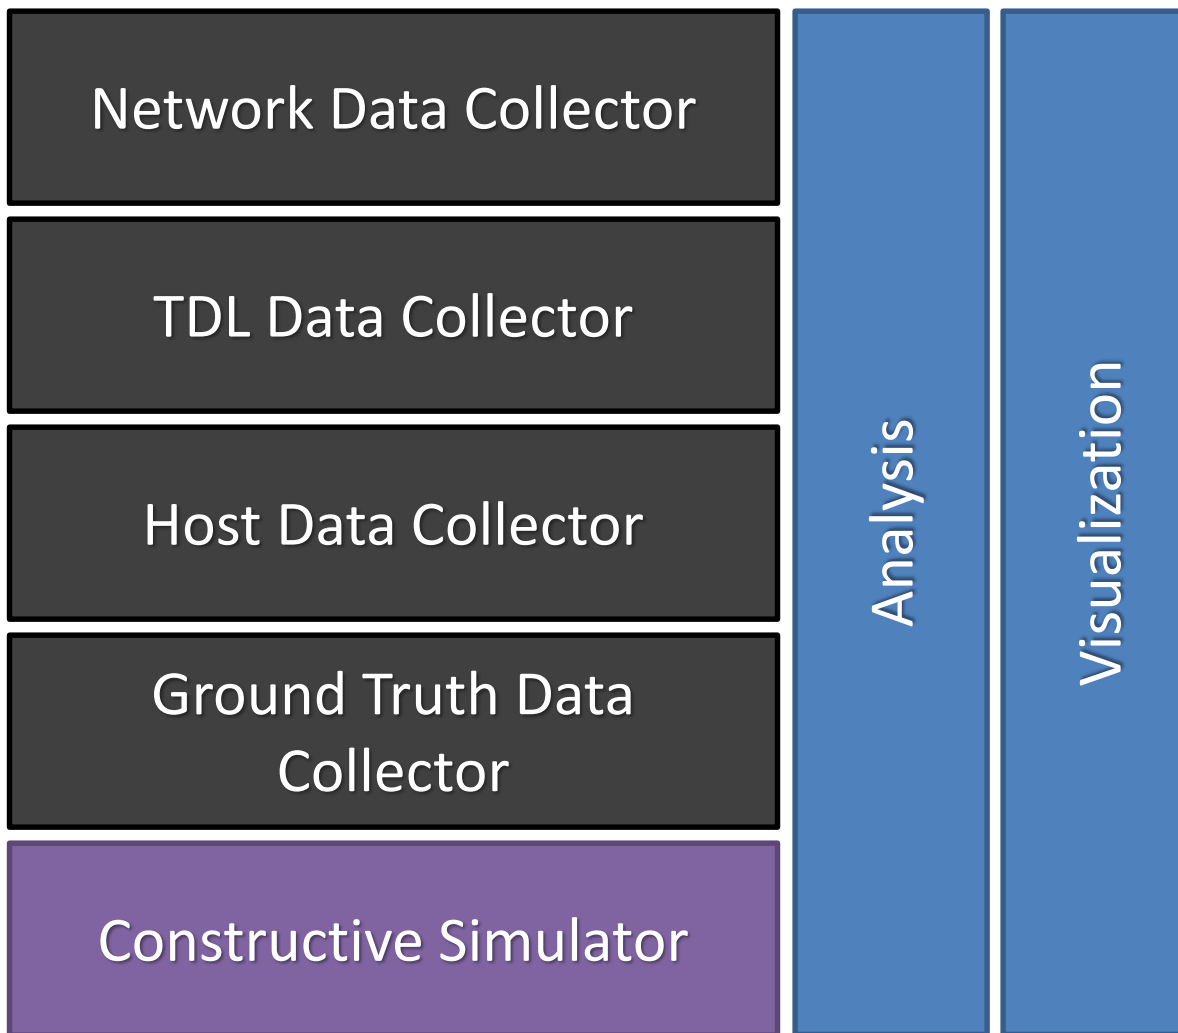 Network Data Collector
TDL Data Collector
Host Data Collector
Ground Truth Data
Collector
Constructive Simulator
Analysis
Visualization